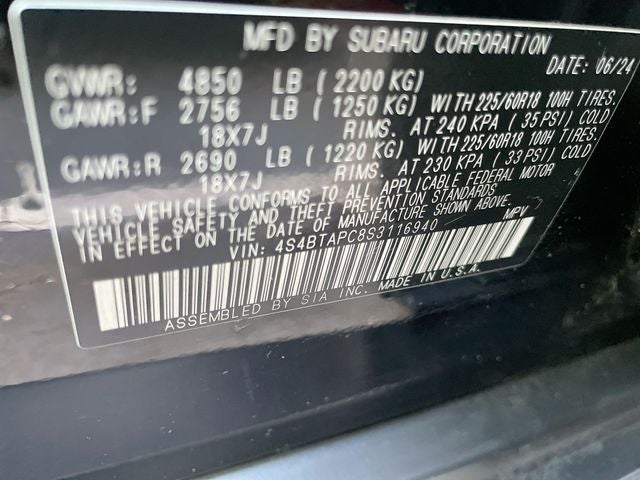 MFD BY SUBARU CORPORATION DATE: 06/24
GVWR: 4850 LB (2200 KG)
GAWR:F 2756 LB (1250 KG) WITH 225/60R18 100H TIRES.
18X7J RIMS. AT 240 KPA (35 PSI) COLD
GAWR:R 2690 LB (1220 KG) WITH 225/60R18 100H TIRES.
18X7J RIMS. AT 230 KPA (33 PSI) COLD
THIS VEHICLE CONFORMS TO ALL APPLICABLE FEDERAL MOTOR
VEHICLE SAFETY AND THEFT PREVENTION STANDARDS
IN EFFECT ON THE DATE OF MANUFACTURE SHOWN ABOVE.
VIN: 4S4BTAPC8S3116940 MPV
ASSEMBLED BY SIA INC. MADE IN U.S.A.